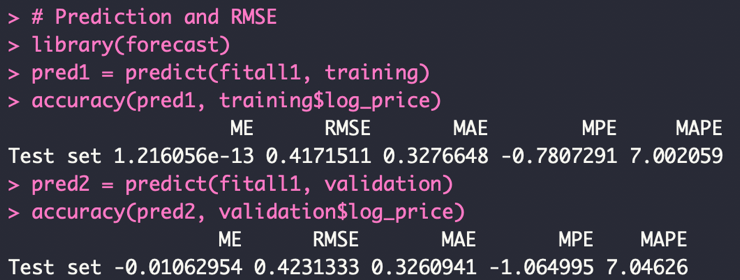 > # Prediction and RMSE
> library(forecast)
> pred1 = predict(fitall1, training)
> accuracy(pred1, training$log_price)
ME RMSE MAE MPE MAPE
Test set 1.216056e-13 0.4171511 0.3276648 -0.7807291 7.002059
> pred2 = predict(fitall1, validation)
> accuracy(pred2, validation$log_price)
ME RMSE MAE MPE MAPE
Test set -0.01062954 0.4231333 0.3260941 -1.064995 7.04626